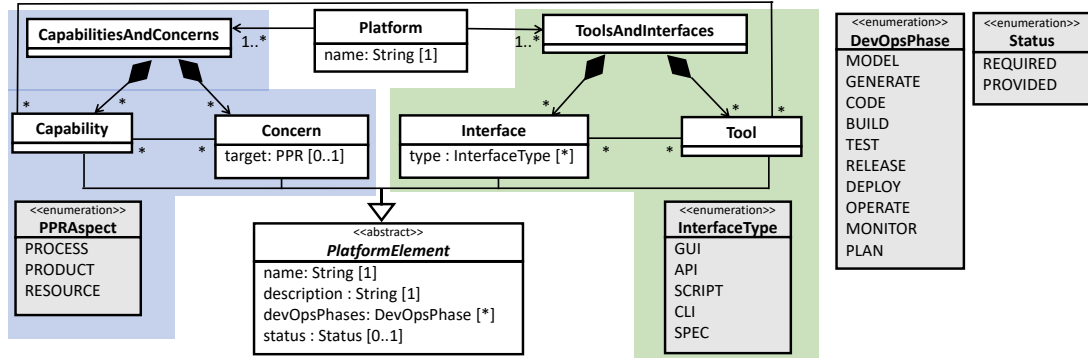 CapabilitiesAndConcerns
1..*
Platform
name: String [1]
1..*
ToolsAndInterfaces
<<enumeration>>
DevOpsPhase
MODEL
GENERATE
CODE
BUILD
TEST
RELEASE
DEPLOY
OPERATE
MONITOR
PLAN
<<enumeration>>
Status
REQUIRED
PROVIDED
*
*
*
*
*
*
Capability
*
*
Concern
target: PPR [0..1]
Interface
type : InterfaceType [*]
*
*
Tool
<<enumeration>>
PPRAspect
PROCESS
PRODUCT
RESOURCE
<<abstract>>
PlatformElement
name: String [1]
description : String [1]
devOpsPhases: DevOpsPhase [*]
status : Status [0..1]
<<enumeration>>
InterfaceType
GUI
API
SCRIPT
CLI
SPEC